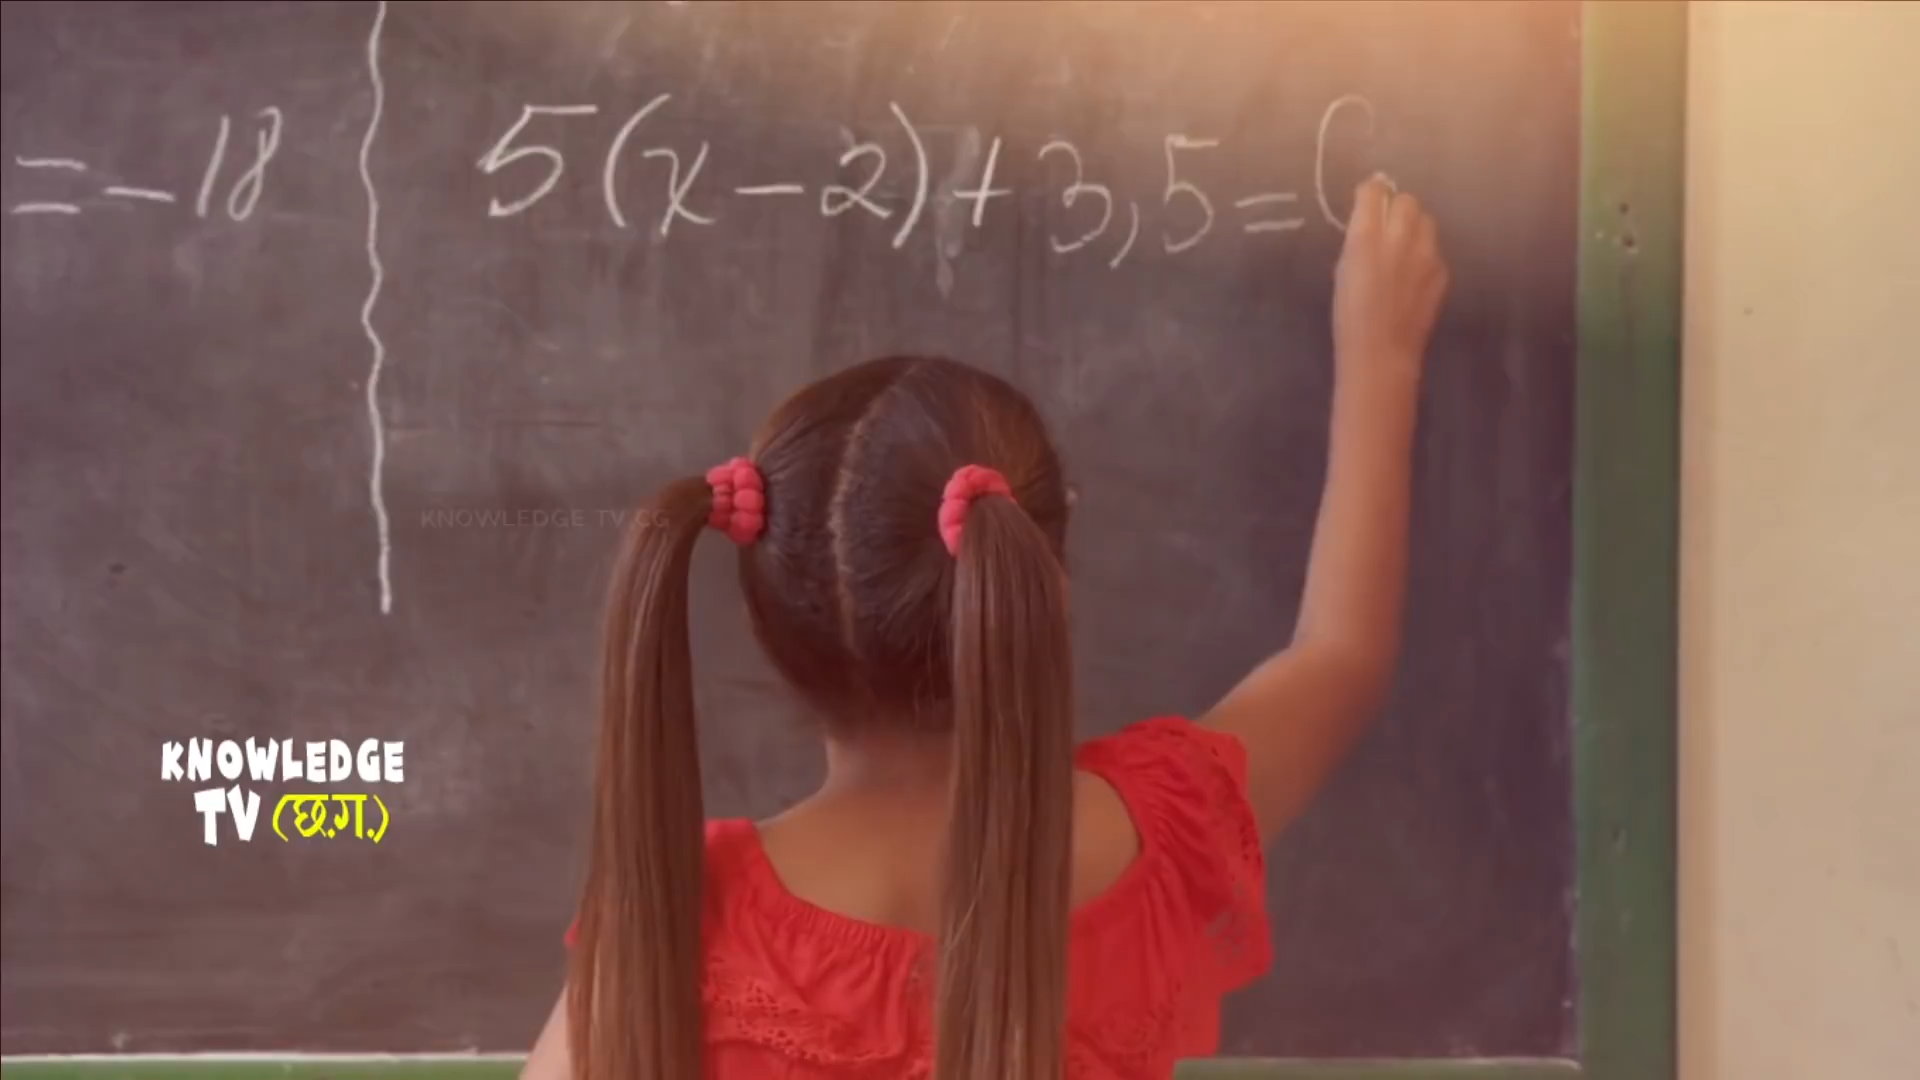 = - 18
5(x - 2) + 3,5 =
KNOWLEDGE TV CG
KNOWLEDGE
TV (छ.ग.)